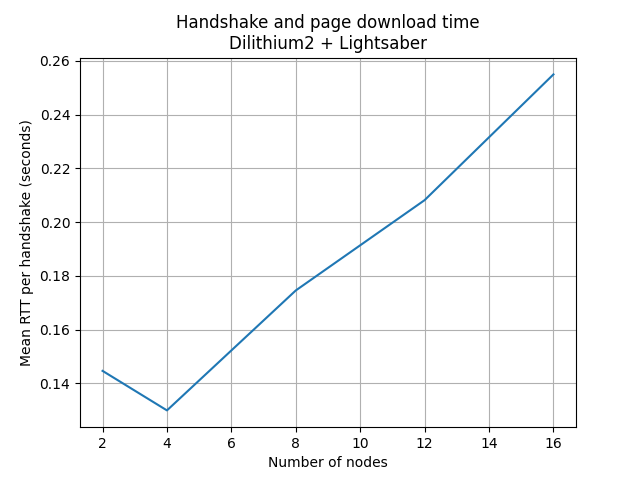 Handshake and page download time
Dilithium2 + Lightsaber
0.26
0.24
0.22
0.20
0.18
0.16
0.14
Mean RTT per handshake (seconds)
2 4 6 8 10 12 14 16
Number of nodes